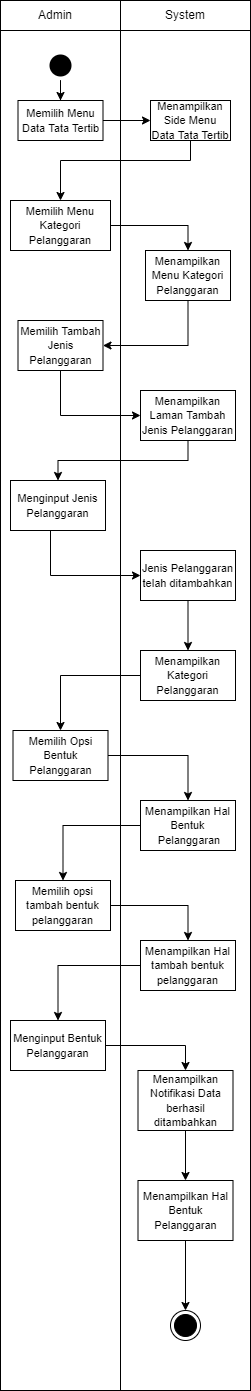 Admin
System
Memilih Menu
Data Tata Tertib
Menampilkan
Side Menu
Data Tata Tertib
Memilih Menu
Kategori
Pelanggaran
Menampilkan
Menu Kategori
Pelanggaran
Memilih Tambah
Jenis
Pelanggaran
Menampilkan
Laman Tambah
Jenis Pelanggaran
Menginput Jenis
Pelanggaran
Jenis Pelanggaran
telah ditambahkan
Menampilkan
Kategori
Pelanggaran
Memilih Opsi
Bentuk
Pelanggaran
Menampilkan Hal
Bentuk
Pelanggaran
Memilih opsi
tambah bentuk
pelanggaran
Menampilkan Hal
tambah bentuk
pelanggaran
Menginput Bentuk
Pelanggaran
Menampilkan
Notifikasi Data
berhasil
ditambahkan
Menampilkan Hal
Bentuk
Pelanggaran